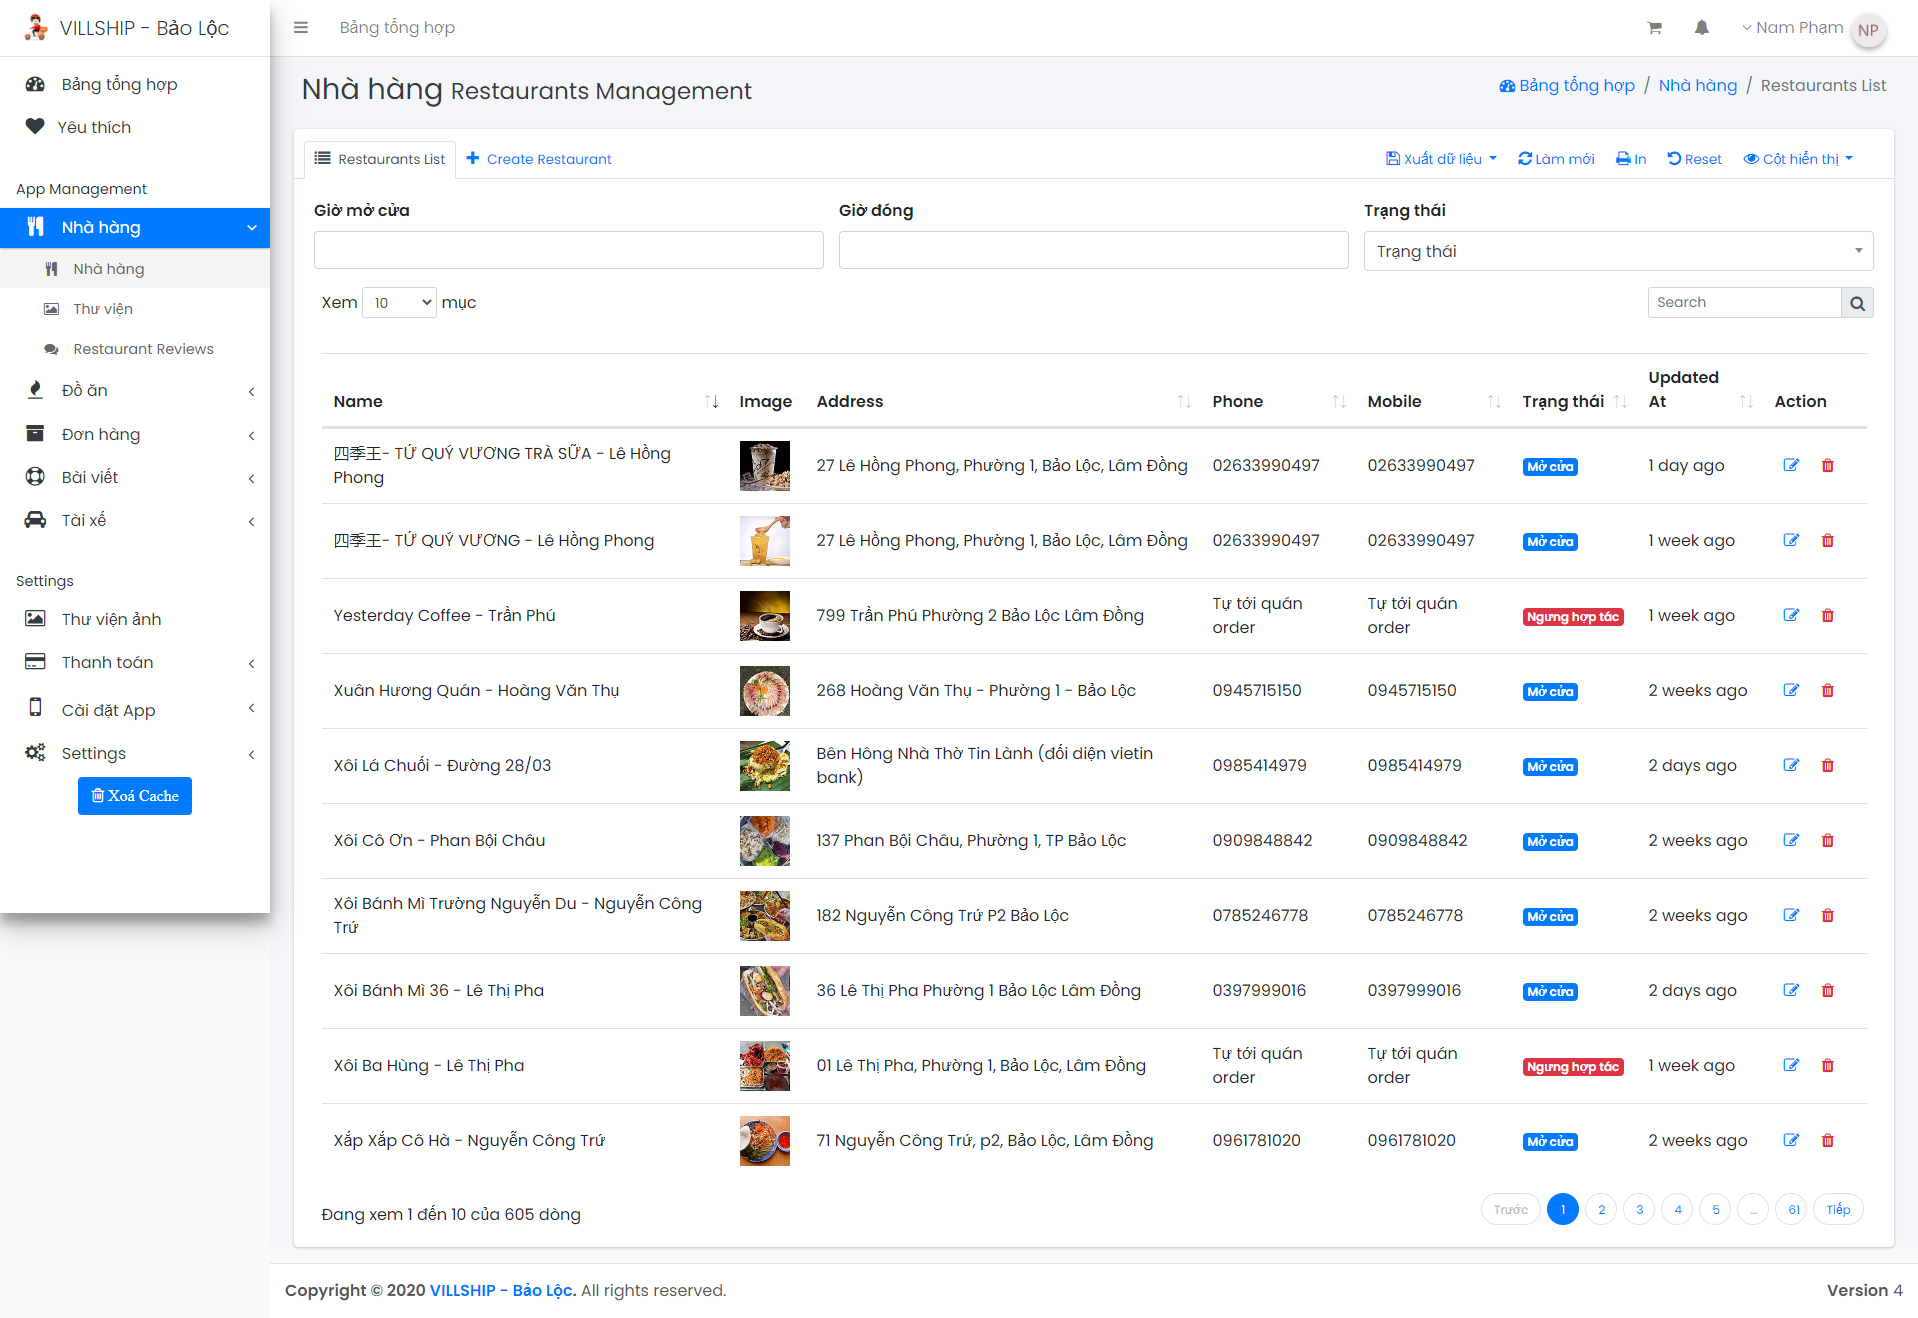 VILLSHIP - Bảo Lộc
Bảng tổng hợp
Nam Phạm
NP
Bảng tổng hợp
Yêu thích
App Management
Nhà hàng
Nhà hàng
Thư viện
Restaurant Reviews
Đồ ăn
Đơn hàng
Bài viết
Tài xế
Settings
Thư viện ảnh
Thanh toán
Cài đặt App
Settings
Xoá Cache
Nhà hàng Restaurants Management
Bảng tổng hợp / Nhà hàng / Restaurants List
Restaurants List
Create Restaurant
Xuất dữ liệu
Làm mới
In
Reset
Cột hiển thị
Giờ mở cửa
Giờ đóng
Trạng thái
Trạng thái
Xem 10 mục
Search
Name
Image
Address
Phone
Mobile
Trạng thái
Updated
At
Action
四季王- TỨ QUÝ VƯƠNG TRÀ SỮA - Lê Hồng
Phong
27 Lê Hồng Phong, Phường 1, Bảo Lộc, Lâm Đồng
02633990497
02633990497
Mở cửa
1 day ago
四季王- TỨ QUÝ VƯƠNG - Lê Hồng Phong
27 Lê Hồng Phong, Phường 1, Bảo Lộc, Lâm Đồng
02633990497
02633990497
Mở cửa
1 week ago
Yesterday Coffee - Trần Phú
799 Trần Phú Phường 2 Bảo Lộc Lâm Đồng
Tự tới quán
order
Tự tới quán
order
Ngưng hợp tác
1 week ago
Xuân Hương Quán - Hoàng Văn Thụ
268 Hoàng Văn Thụ - Phường 1 - Bảo Lộc
0945715150
0945715150
Mở cửa
2 weeks ago
Xôi Lá Chuối - Đường 28/03
Bên Hông Nhà Thờ Tin Lành (đối diện vietin
bank)
0985414979
0985414979
Mở cửa
2 days ago
Xôi Cô Ơn - Phan Bội Châu
137 Phan Bội Châu, Phường 1, TP Bảo Lộc
0909848842
0909848842
Mở cửa
2 weeks ago
Xôi Bánh Mì Trường Nguyễn Du - Nguyễn Công
Trứ
182 Nguyễn Công Trứ P2 Bảo Lộc
0785246778
0785246778
Mở cửa
2 weeks ago
Xôi Bánh Mì 36 - Lê Thị Pha
36 Lê Thị Pha Phường 1 Bảo Lộc Lâm Đồng
0397999016
0397999016
Mở cửa
2 days ago
Xôi Ba Hùng - Lê Thị Pha
01 Lê Thị Pha, Phường 1, Bảo Lộc, Lâm Đồng
Tự tới quán
order
Tự tới quán
order
Ngưng hợp tác
1 week ago
Xắp Xắp Cô Hà - Nguyễn Công Trứ
71 Nguyễn Công Trứ, p2, Bảo Lộc, Lâm Đồng
0961781020
0961781020
Mở cửa
2 weeks ago
Đang xem 1 đến 10 của 605 dòng
Trước 1 2 3 4 5 … 61 Tiếp
Copyright © 2020 VILLSHIP - Bảo Lộc. All rights reserved.
Version 4